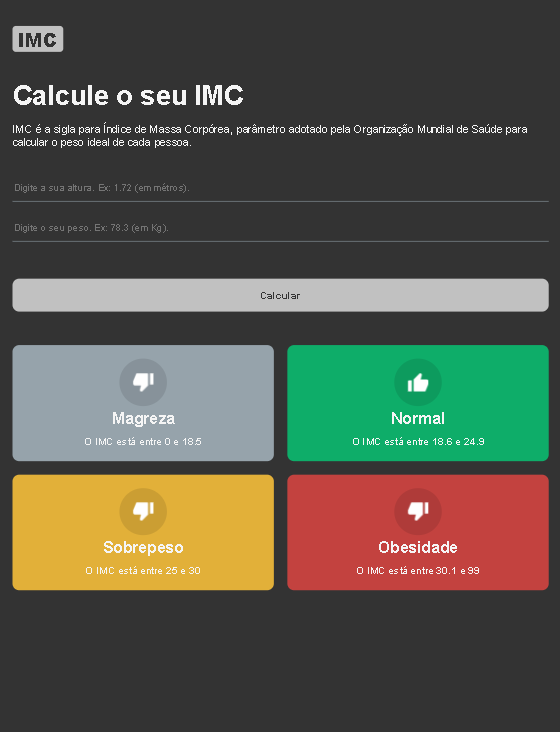 IMC
Calcule o seu IMC
IMC é a sigla para Índice de Massa Corpórea, parâmetro adotado pela Organização Mundial de Saúde para
calcular o peso ideal de cada pessoa.
Digite a sua altura. Ex: 1.72 (em métros).
Digite o seu peso. Ex: 78.3 (em Kg).
Calcular
Magreza
O IMC está entre 0 e 18.5
Normal
O IMC está entre 18.6 e 24.9
Sobrepeso
O IMC está entre 25 e 30
Obesidade
O IMC está entre 30.1 e 99